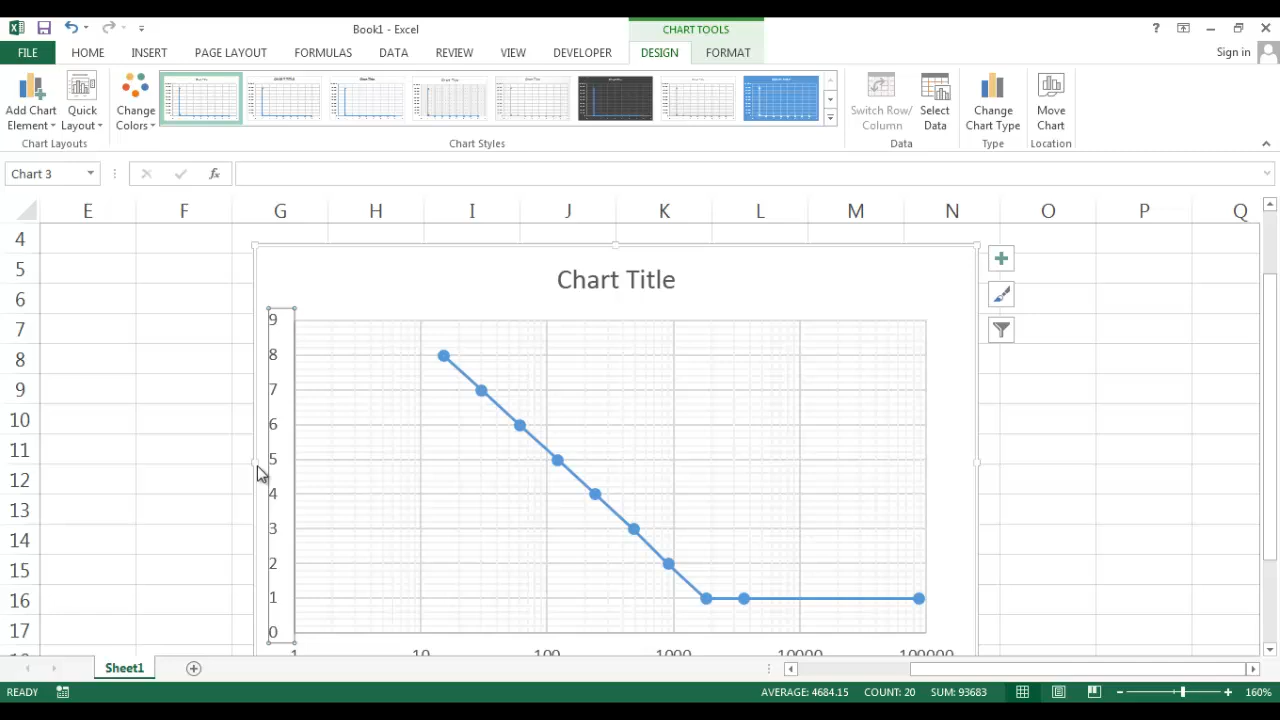 Book1 - Excel
CHART TOOLS
?
FILE
HOME
INSERT
PAGE LAYOUT
FORMULAS
DATA
REVIEW
VIEW
DEVELOPER
DESIGN
FORMAT
Sign in
Add Chart
Element
Quick
Layout
Change
Colors
Switch Row/
Column
Select
Data
Change
Chart Type
Move
Chart
Chart Layouts
Chart Styles
Data
Type
Location
Chart 3
fx
E F G H I J K L M N O P Q
4
5
6
7
8
9
10
11
12
13
14
15
16
17
Chart Title
9
8
7
6
5
4
3
2
1
0
1 10 100 1000 10000 100000
Sheet1
READY
AVERAGE: 4684.15
COUNT: 20
SUM: 93683
160%